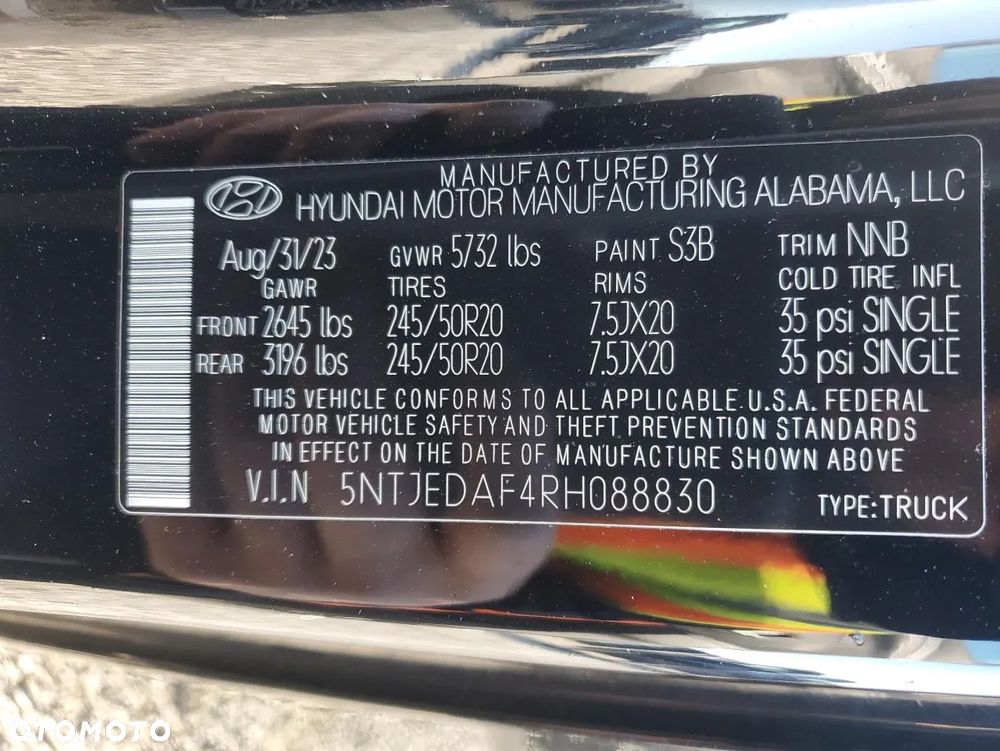 MANUFACTURED BY
HYUNDAI MOTOR MANUFACTURING ALABAMA, LLC
Aug/31/23 GVWR 5732 lbs PAINT S3B TRIM NNB
GAWR TIRES RIMS COLD TIRE INFL
FRONT 2645 lbs 245/50R20 7.5JX20 35 psi SINGLE
REAR 3196 lbs 245/50R20 7.5JX20 35 psi SINGLE
THIS VEHICLE CONFORMS TO ALL APPLICABLE U.S.A. FEDERAL
MOTOR VEHICLE SAFETY AND THEFT PREVENTION STANDARDS
IN EFFECT ON THE DATE OF MANUFACTURE SHOWN ABOVE
V.I.N 5NTJEDAF4RH088830 TYPE:TRUCK
OTOMOTO